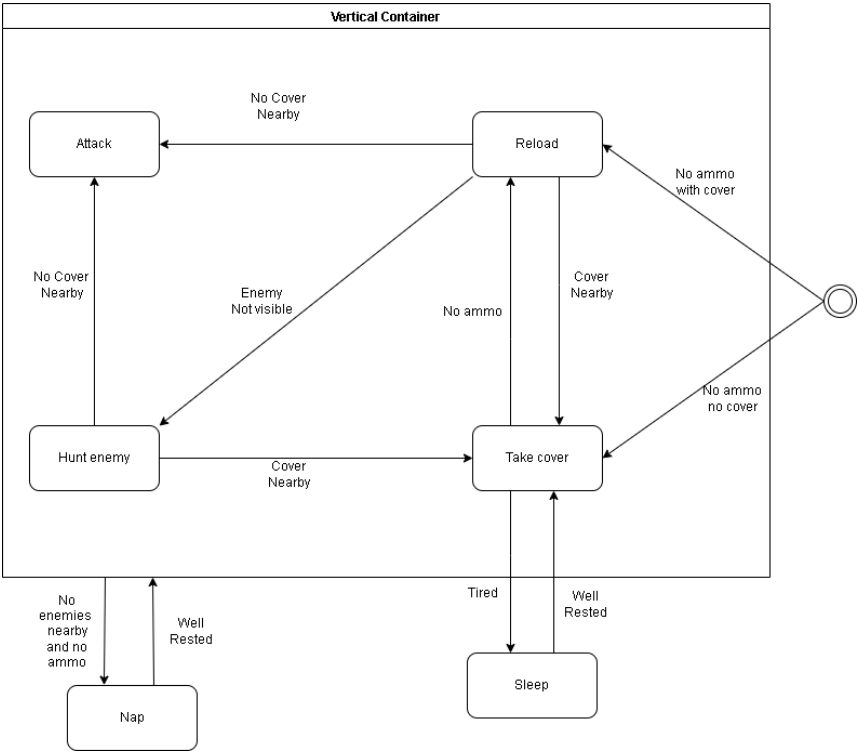 Vertical Container
No Cover
Nearby
Attack
Reload
No ammo
with cover
No Cover
Nearby
Enemy
Not visible
No ammo
Cover
Nearby
No ammo
no cover
Hunt enemy
Cover
Nearby
Take cover
No
enemies
nearby
and no
ammo
Well
Rested
Tired
Well
Rested
Nap
Sleep